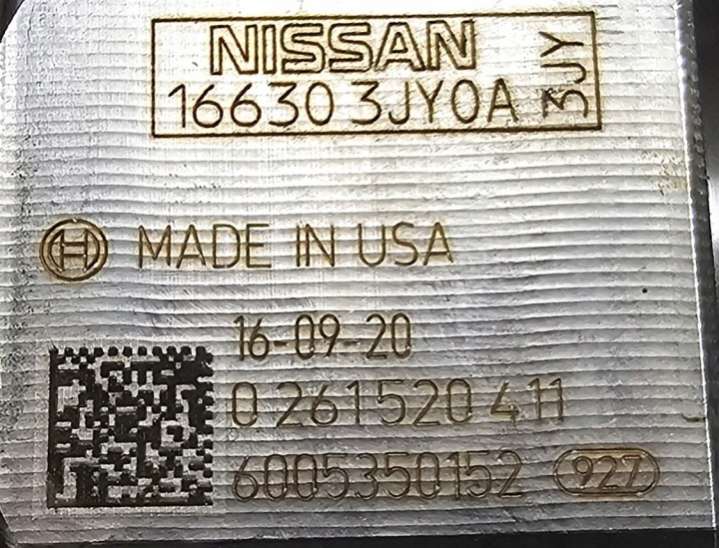 NISSAN
16630 3JY0A
3JY
H MADE IN USA
16-09-20
0 261 520 411
6005350152 927